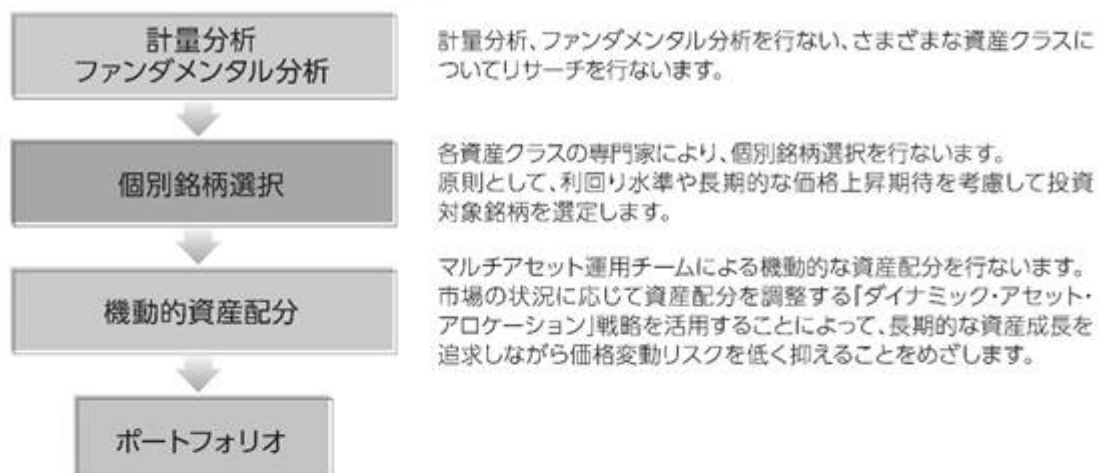 計量分析
ファンダメンタル分析
計量分析、ファンダメンタル分析を行ない、さまざまな資産クラスに
ついてリサーチを行ないます。
個別銘柄選択
各資産クラスの専門家により、個別銘柄選択を行ないます。
原則として、利回り水準や長期的な価格上昇期待を考慮して投資
対象銘柄を選定します。
機動的資産配分
マルチアセット運用チームによる機動的な資産配分を行ないます。
市場の状況に応じて資産配分を調整する「ダイナミック・アセット・
アロケーション」戦略を活用することによって、長期的な資産成長を
追求しながら価格変動リスクを低く抑えることをめざします。
ポートフォリオ